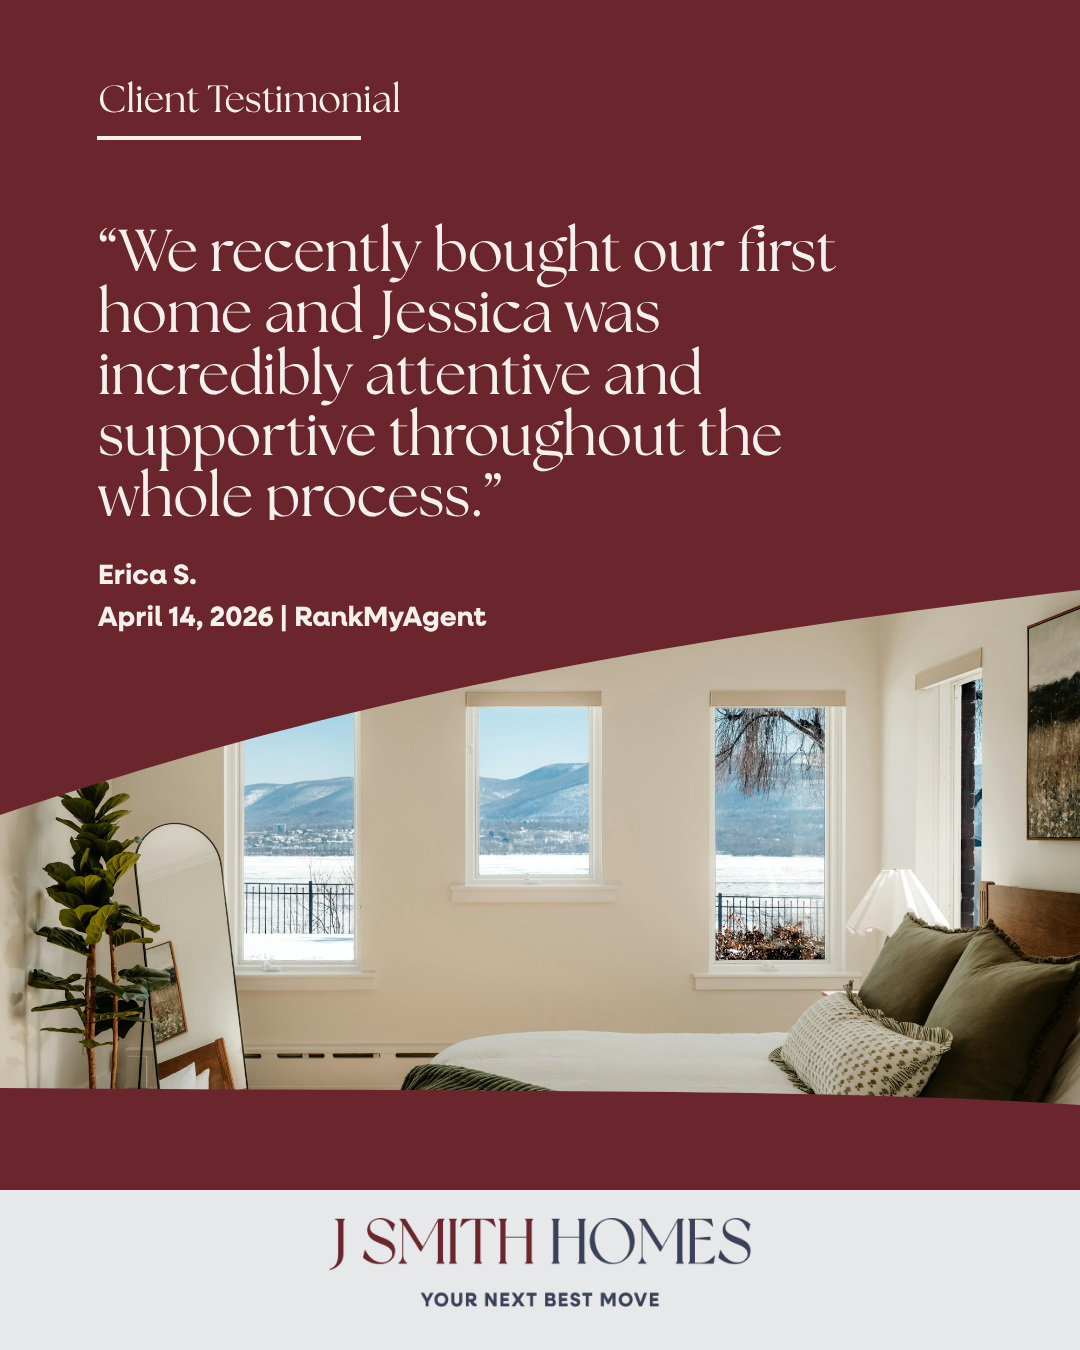 Client Testimonial
“We recently bought our first
home and Jessica was
incredibly attentive and
supportive throughout the
whole process.”
Erica S.
April 14, 2026 | RankMyAgent
J SMITH HOMES
YOUR NEXT BEST MOVE